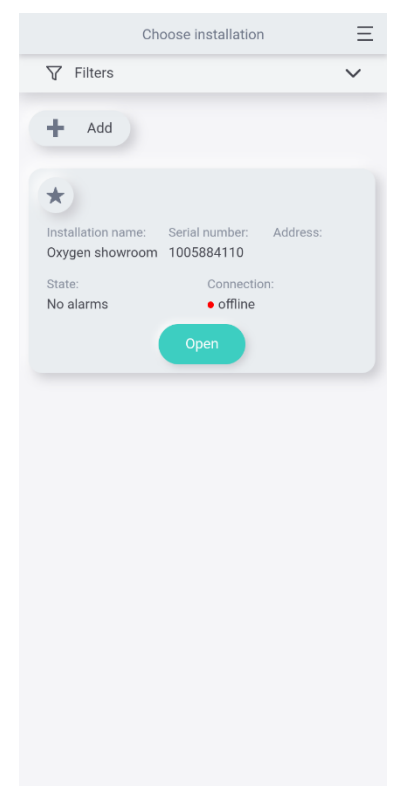 Choose installation
Filters
Add
Installation name: Serial number: Address:
Oxygen showroom 1005884110
State: Connection:
No alarms offline
Open